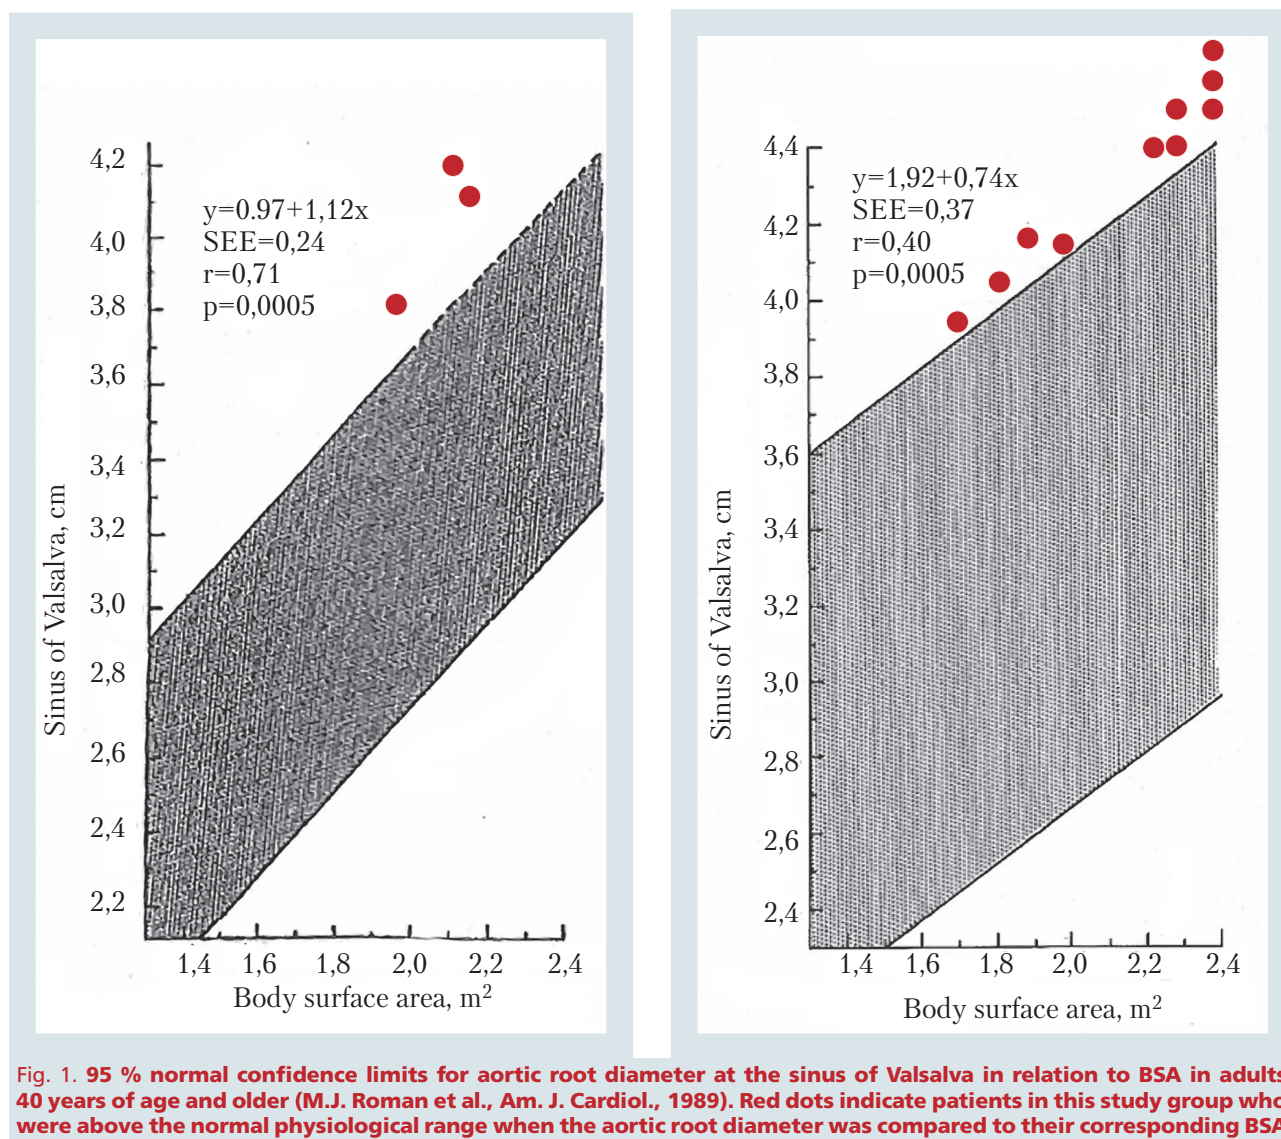 4,2
4,0
3,8
3,6
3,4
3,2
3,0
2,8
2,6
2,4
2,2
y=0.97+1,12x
SEE=0,24
r=0,71
p=0,0005
Sinus of Valsalva, cm
1,4 1,6 1,8 2,0 2,2 2,4
Body surface area, m²
4,4
4,2
4,0
3,8
3,6
3,4
3,2
3,0
2,8
2,6
2,4
y=1,92+0,74x
SEE=0,37
r=0,40
p=0,0005
Sinus of Valsalva, cm
1,4 1,6 1,8 2,0 2,2 2,4
Body surface area, m²
Fig. 1. 95 % normal confidence limits for aortic root diameter at the sinus of Valsalva in relation to BSA in adults
40 years of age and older (M.J. Roman et al., Am. J. Cardiol., 1989). Red dots indicate patients in this study group who
were above the normal physiological range when the aortic root diameter was compared to their corresponding BSA